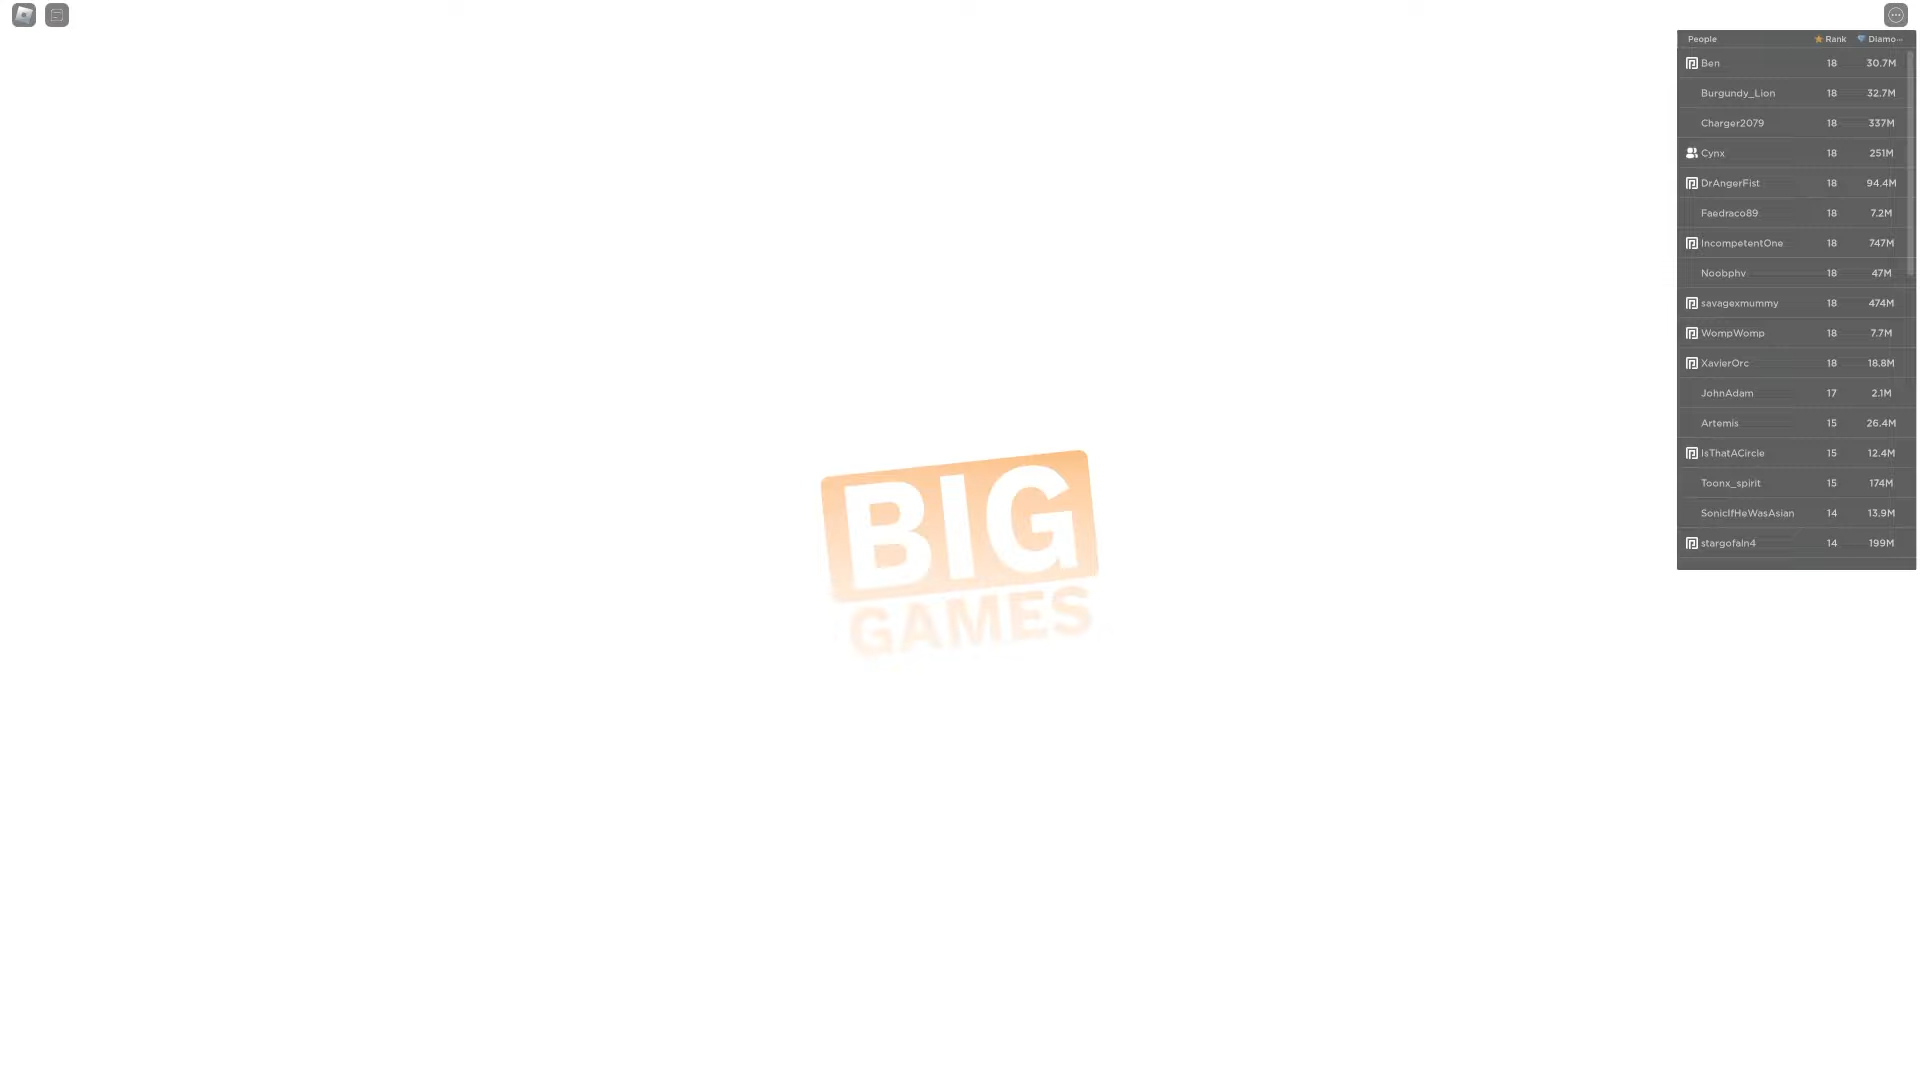 People Rank Diamo...
Ben 18 30.7M
Burgundy_Lion 18 32.7M
Charger2079 18 337M
Cynx 18 251M
DrAngerFist 18 94.4M
Faedraco89 18 7.2M
IncompetentOne 18 747M
Noobphv 18 47M
savagexmummy 18 474M
WompWomp 18 7.7M
XavierOrc 18 18.8M
JohnAdam 17 2.1M
Artemis 15 26.4M
IsThatACircle 15 12.4M
Toonx_spirit 15 174M
SonicIfHeWasAsian 14 13.9M
stargofaln4 14 199M
BIG
GAMES